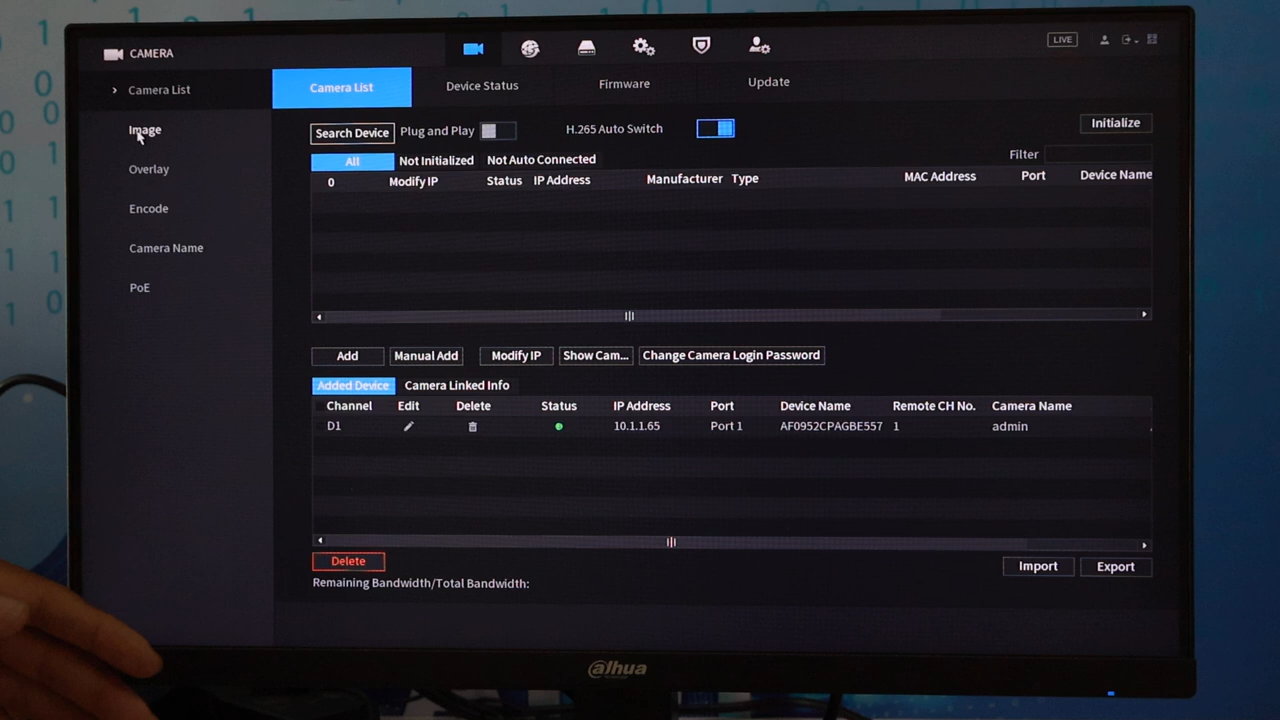 CAMERA
LIVE
Camera List
Image
Overlay
Encode
Camera Name
PoE
Camera List Device Status Firmware Update
Search Device Plug and Play H.265 Auto Switch Initialize
All Not Initialized Not Auto Connected Filter
0 Modify IP Status IP Address Manufacturer Type MAC Address Port Device Name
Add Manual Add Modify IP Show Cam... Change Camera Login Password
Added Device Camera Linked Info
Channel Edit Delete Status IP Address Port Device Name Remote CH No. Camera Name
D1 10.1.1.65 Port 1 AF0952CPAGBE557 1 admin
Delete Import Export
Remaining Bandwidth/Total Bandwidth:
alhua